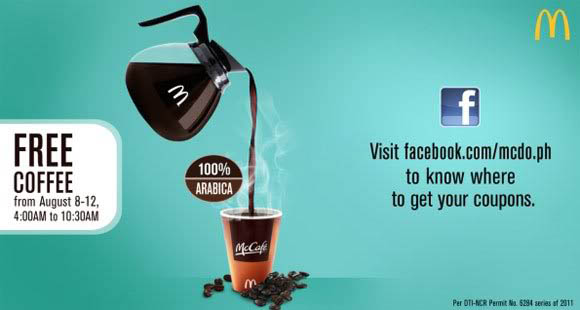 FREE
COFFEE
from August 8-12,
4:00AM to 10:30AM
100%
ARABICA
McCafé
Visit facebook.com/mcdo.ph
to know where
to get your coupons.
Per DTI-NCR Permit No. 6284 series of 2011